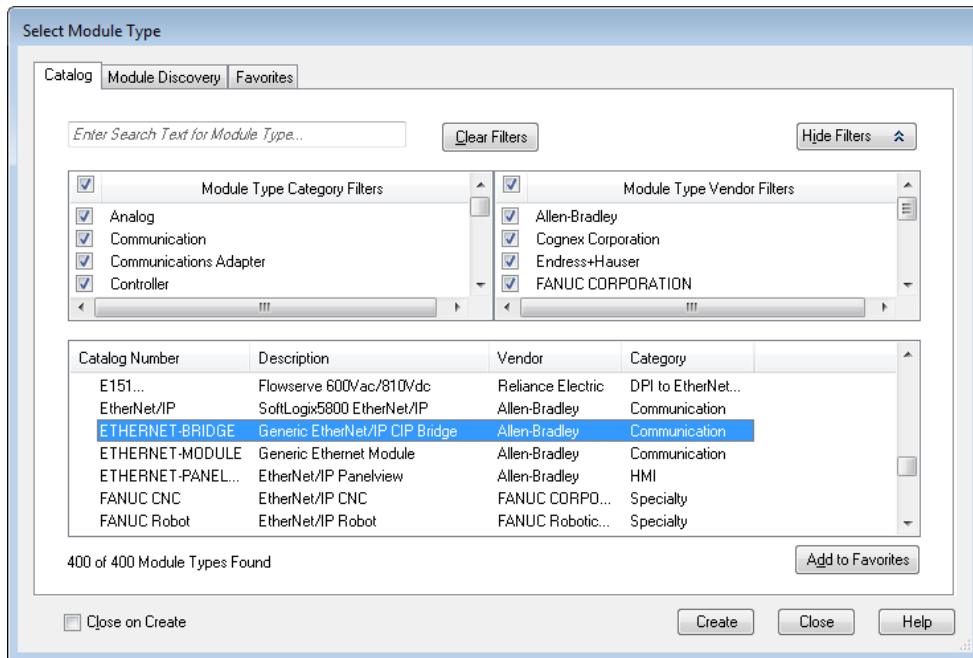 Select Module Type
Catalog Module Discovery Favorites
Enter Search Text for Module Type... Clear Filters Hide Filters
Module Type Category Filters Module Type Vendor Filters
Analog Allen-Bradley
Communication Cognex Corporation
Communications Adapter Endress+Hauser
Controller FANUC CORPORATION
Catalog Number Description Vendor Category
E151... Flowserve 600Vac/810Vdc Reliance Electric DPI to EtherNet...
EtherNet/IP SoftLogix5800 EtherNet/IP Allen-Bradley Communication
ETHERNET-BRIDGE Generic EtherNet/IP CIP Bridge Allen-Bradley Communication
ETHERNET-MODULE Generic Ethernet Module Allen-Bradley Communication
ETHERNET-PANEL... EtherNet/IP Panelview Allen-Bradley HMI
FANUC CNC EtherNet/IP CNC FANUC CORPO... Specialty
FANUC Robot EtherNet/IP Robot FANUC Robotic... Specialty
400 of 400 Module Types Found Add to Favorites
Close on Create Create Close Help